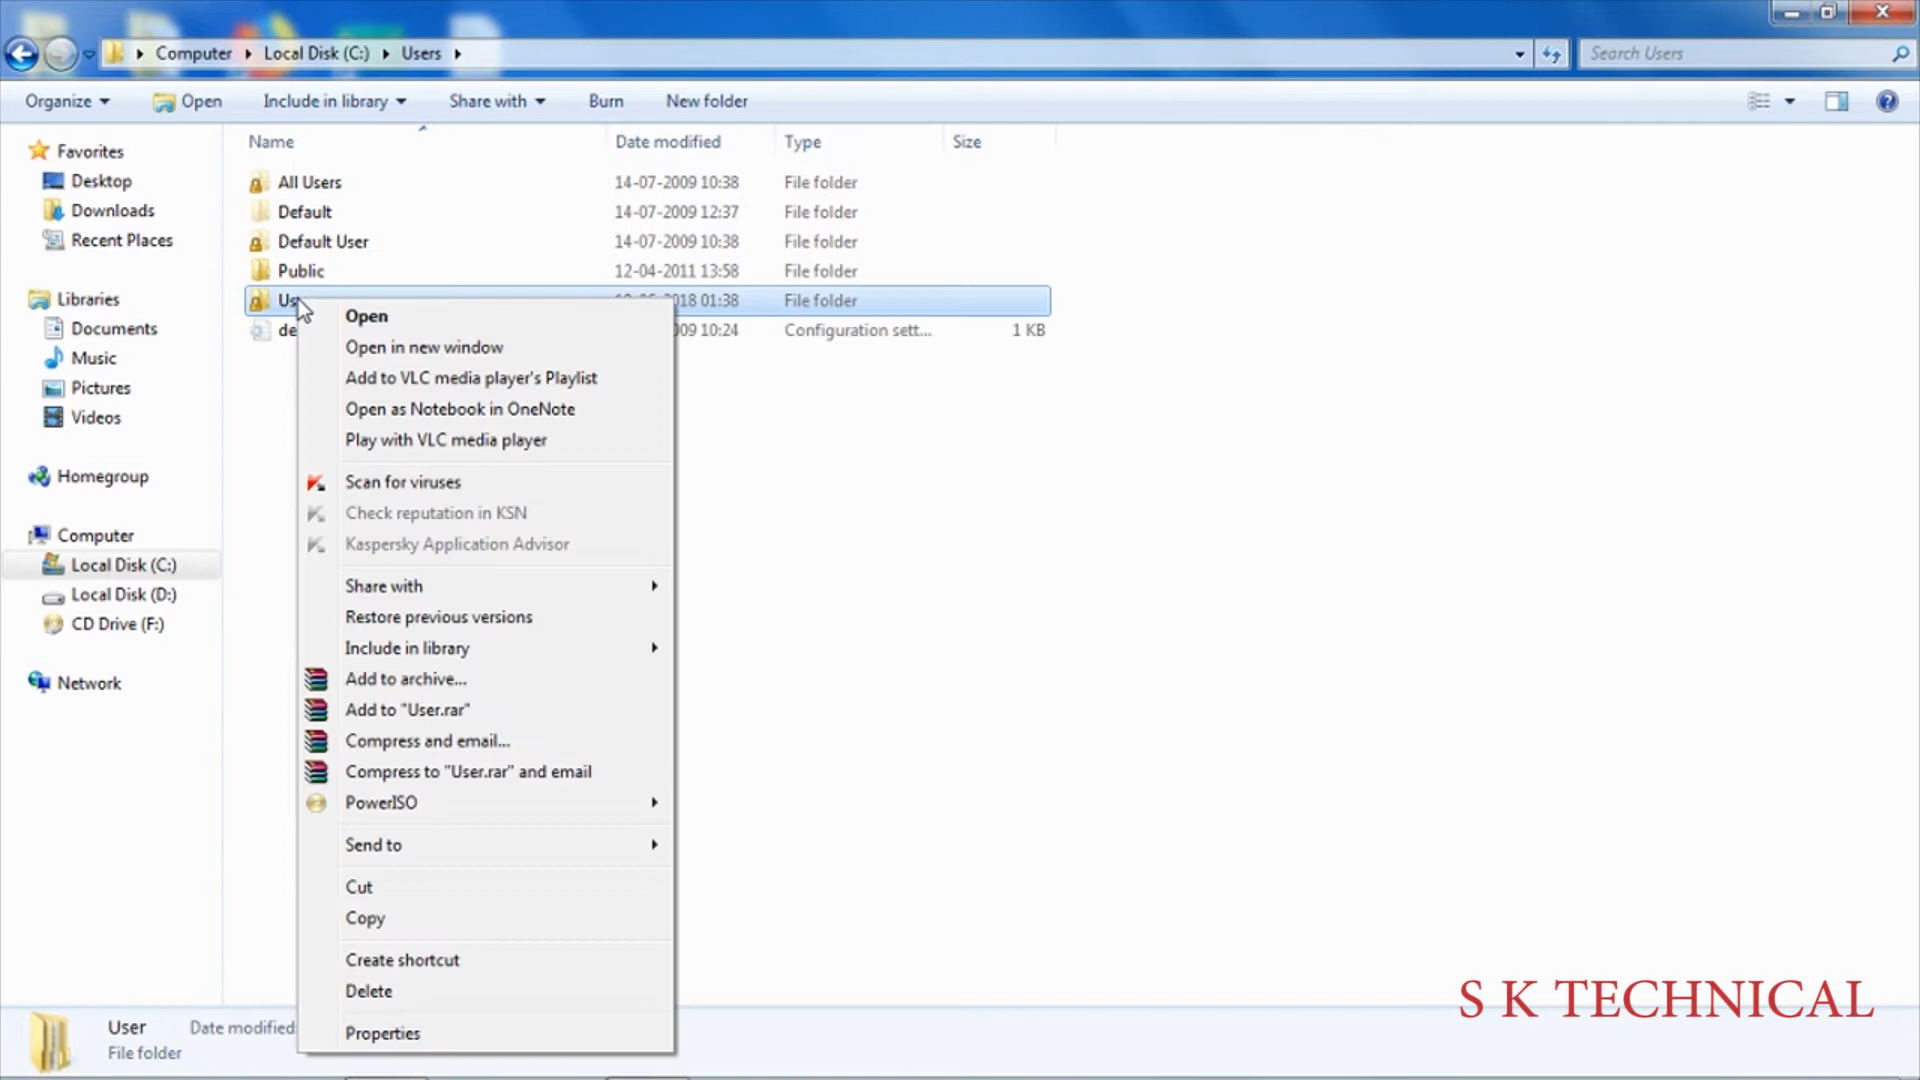 Computer
Local Disk (C:)
Users
Search Users
Organize
Open
Include in library
Share with
Burn
New folder
Name
Date modified
Type
Size
Favorites
Desktop
Downloads
Recent Places
Libraries
Documents
Music
Pictures
Videos
Homegroup
Computer
Local Disk (C:)
Local Disk (D:)
CD Drive (F:)
Network
All Users 14-07-2009 10:38 File folder
Default 14-07-2009 12:37 File folder
Default User 14-07-2009 10:38 File folder
Public 12-04-2011 13:58 File folder
018 01:38 File folder
de 009 10:24 Configuration sett... 1 KB
Open
Open in new window
Add to VLC media player's Playlist
Open as Notebook in OneNote
Play with VLC media player
Scan for viruses
Check reputation in KSN
Kaspersky Application Advisor
Share with
Restore previous versions
Include in library
Add to archive...
Add to "User.rar"
Compress and email...
Compress to "User.rar" and email
PowerISO
Send to
Cut
Copy
Create shortcut
Delete
Properties
User Date modified:
File folder
S K TECHNICAL